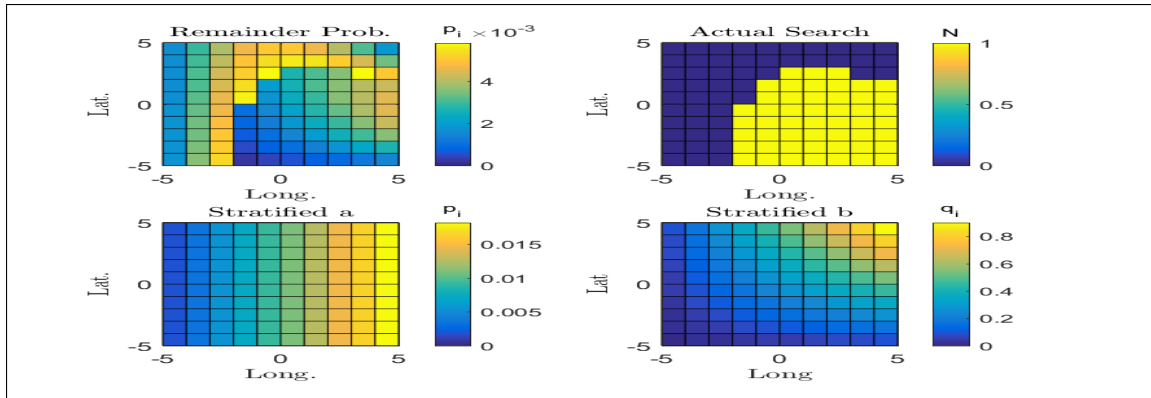 Remainder Prob.
p_i ×10^-3
5
0
-5
Lat.
-5
0
5
Long.
4
2
0
Actual Search
N
5
0
-5
Lat.
-5
0
5
Long.
1
0.5
0
Stratified a
p_i
5
0
-5
Lat.
-5
0
5
Long.
0.015
0.01
0.005
0
Stratified b
q_i
5
0
-5
Lat
-5
0
5
Long
0.8
0.6
0.4
0.2
0